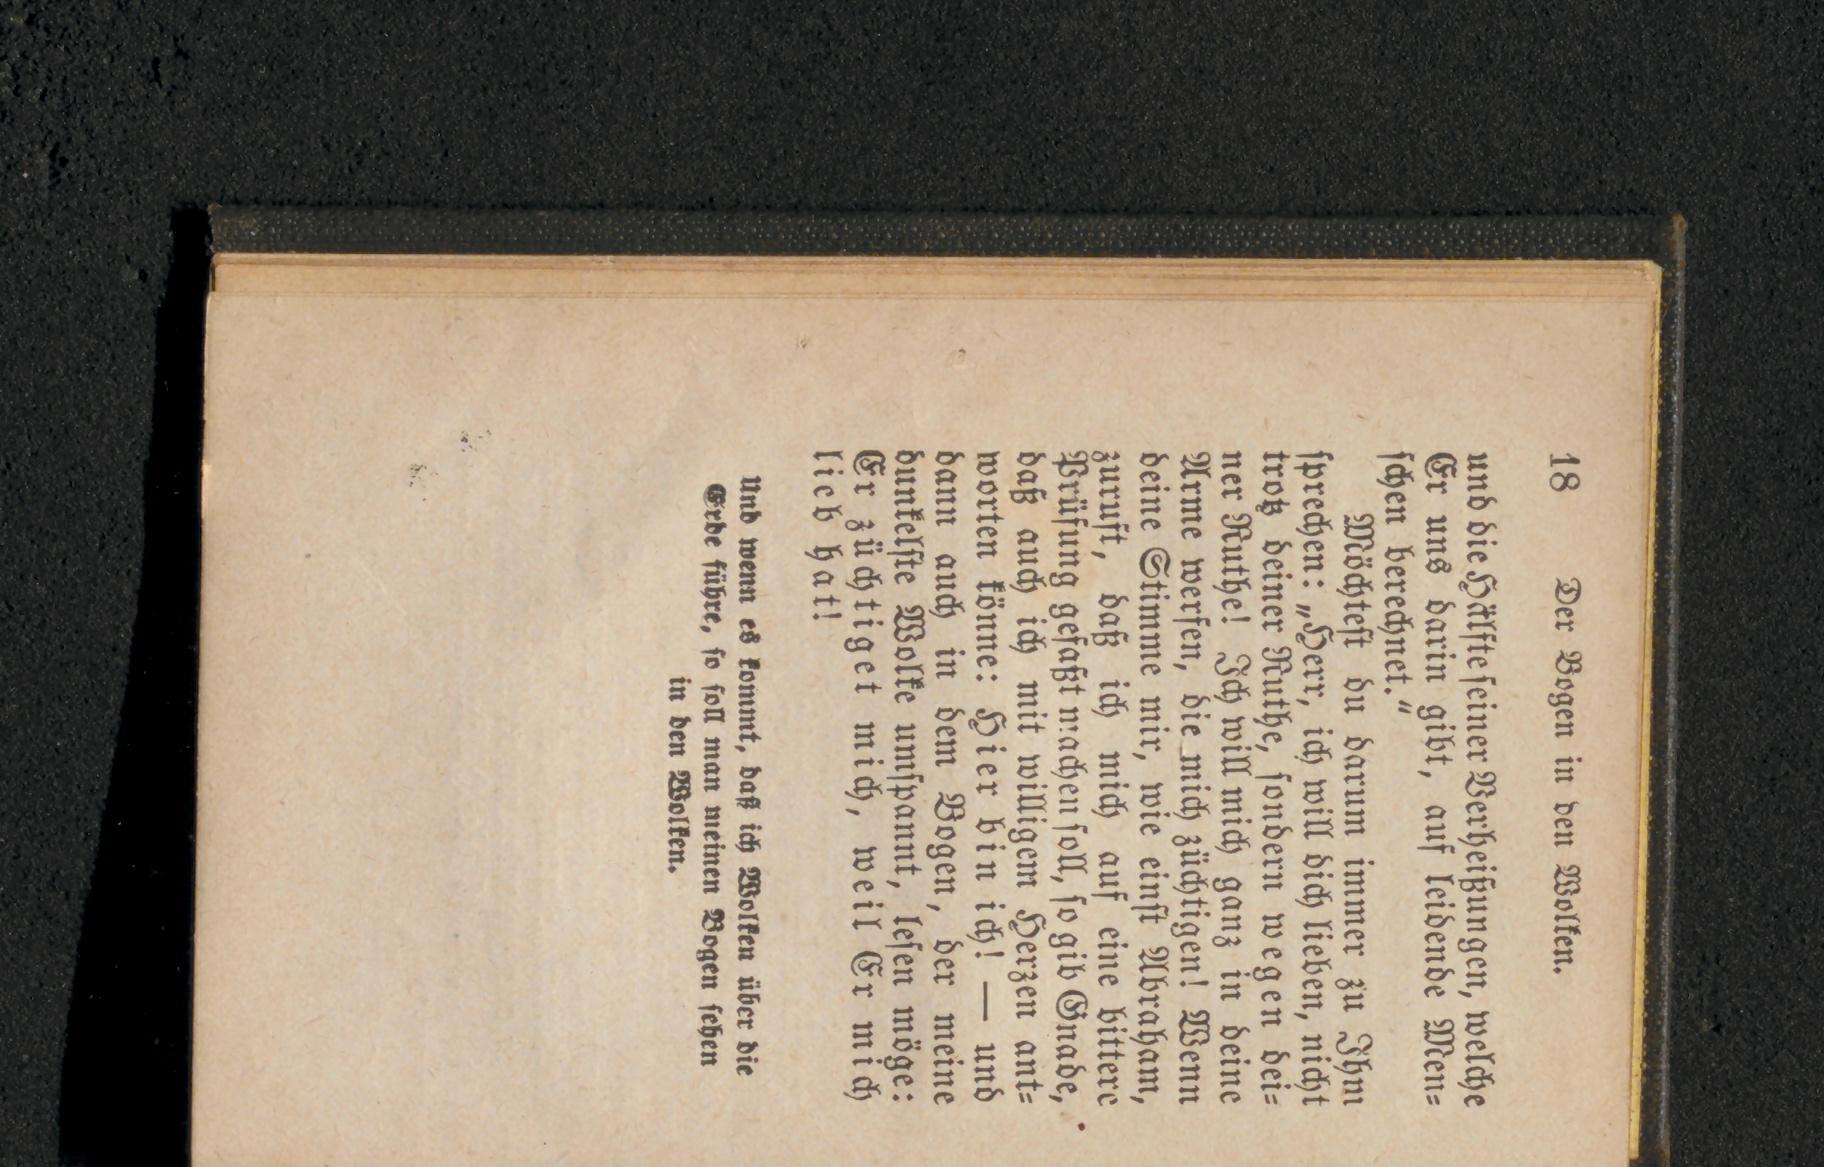 18 Der Bogen in den Wolken.
und die Hälfte seiner Verheißungen, welche
Er uns darin gibt, auf leidende Men=
schen berechnet.“
Möchtest du darum immer zu Ihm
sprechen: „Herr, ich will dich lieben, nicht
trotz deiner Ruthe, sondern wegen dei=
ner Ruthe! Ich will mich ganz in deine
Arme werfen, die mich züchtigen! Wenn
deine Stimme mir, wie einst Abraham,
zuruft, daß ich mich auf eine bittere
Prüfung gefaßt machen soll, so gib Gnade,
daß auch ich mit willigem Herzen ant=
worten könne: Hier bin ich! — und
dann auch in dem Bogen, der meine
dunkelste Wolke umspannt, lesen möge:
Er züchtiget mich, weil Er mich
lieb hat!
Und wenn es kommt, daß ich Wolken über die
Erde führe, so soll man meinen Bogen sehen
in den Wolken.